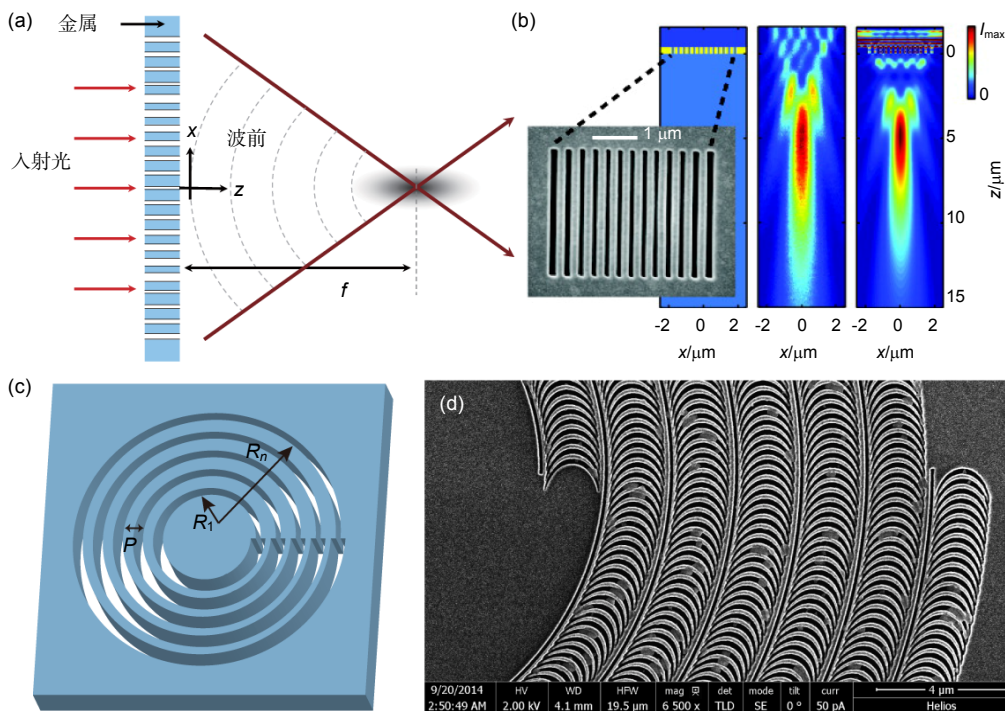 (a)
金属
入射光
x
z
波前
f
(b)
1 μm
I max
0
0
5
10
15
z/μm
-2 0 2
-2 0 2
-2 0 2
x/μm
x/μm
x/μm
(c)
Rn
R1
P
(d)
9/20/2014 HV WD HFW mag det mode tilt curr 4 μm
2:50:49 AM 2.00 kV 4.1 mm 19.5 μm 6 500 x TLD SE 0 ° 50 pA Helios